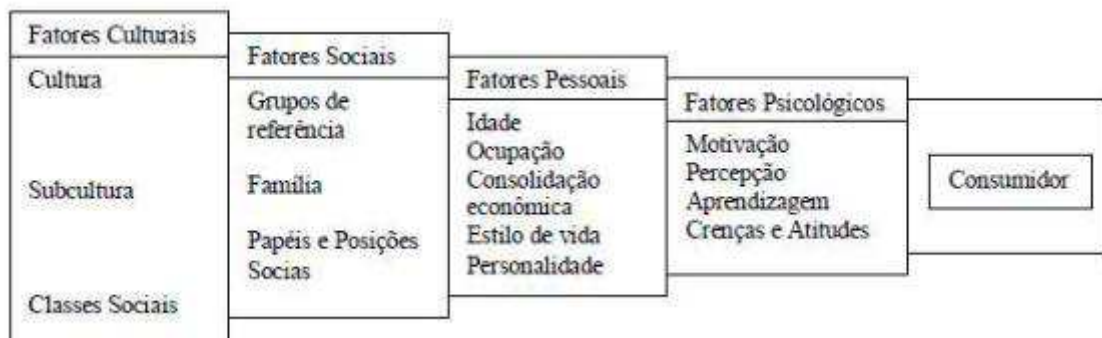 Fatores Culturais
Cultura
Subcultura
Classes Sociais
Fatores Sociais
Grupos de
referência
Família
Papéis e Posições
Socias
Fatores Pessoais
Idade
Ocupação
Consolidação
econômica
Estilo de vida
Personalidade
Fatores Psicológicos
Motivação
Percepção
Aprendizagem
Crenças e Atitudes
Consumidor